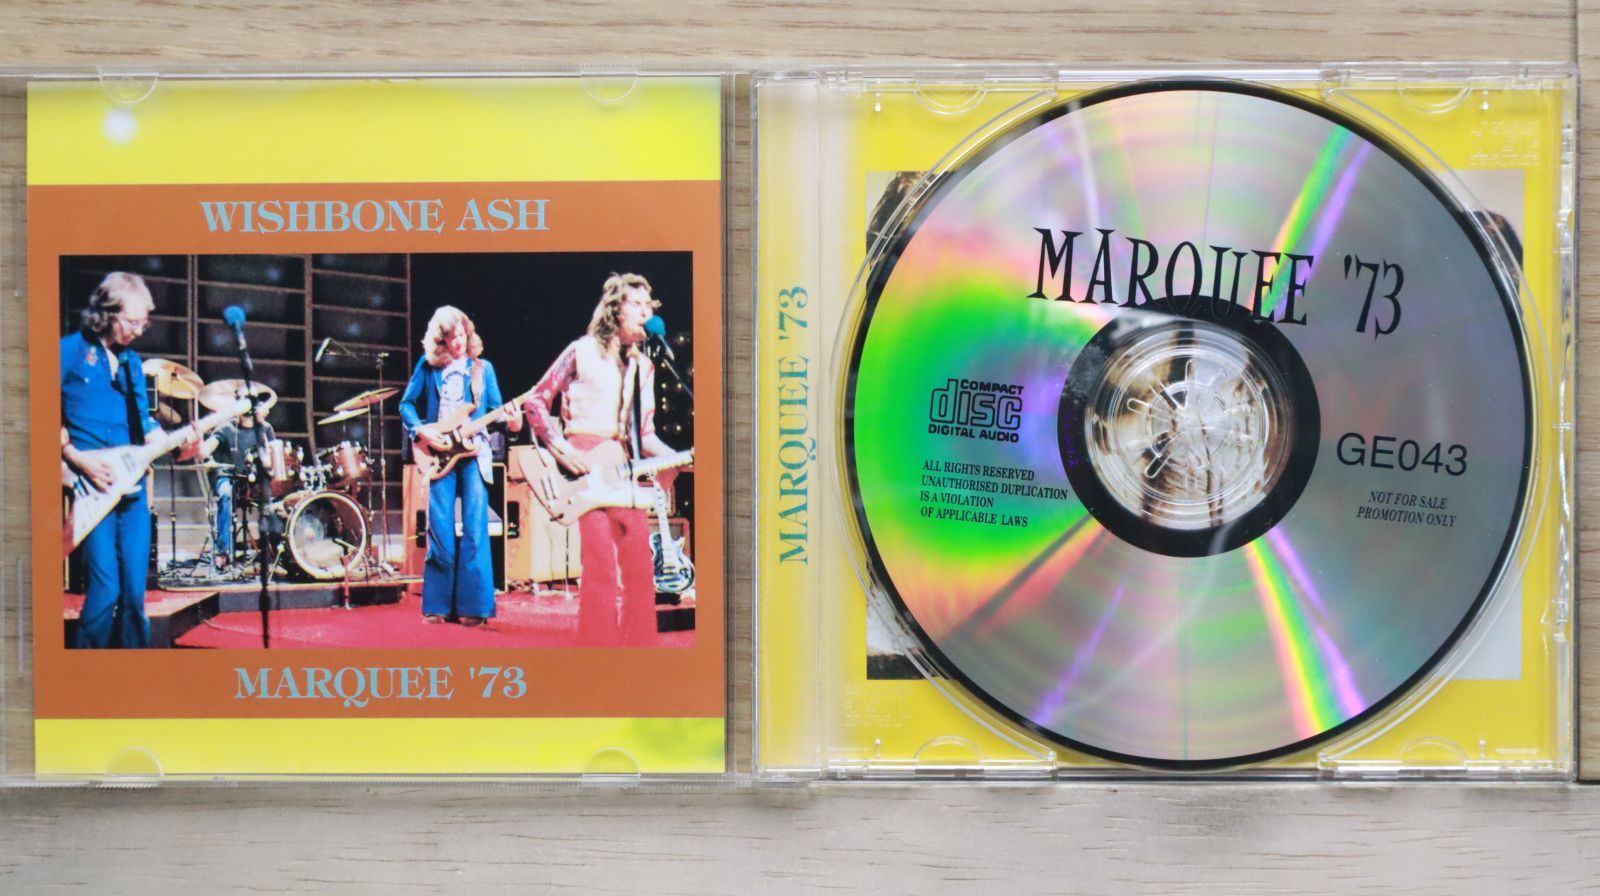 WISHBONE ASH
MARQUEE '73
MARQUEE '73
MARQUEE '73
COMPACT
disc
DIGITAL AUDIO
ALL RIGHTS RESERVED
UNAUTHORISED DUPLICATION
IS A VIOLATION
OF APPLICABLE LAWS
GE043
NOT FOR SALE
PROMOTION ONLY